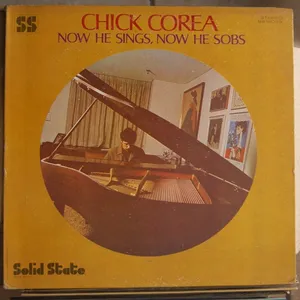 SS
CHICK COREA
NOW HE SINGS, NOW HE SOBS
Solid State